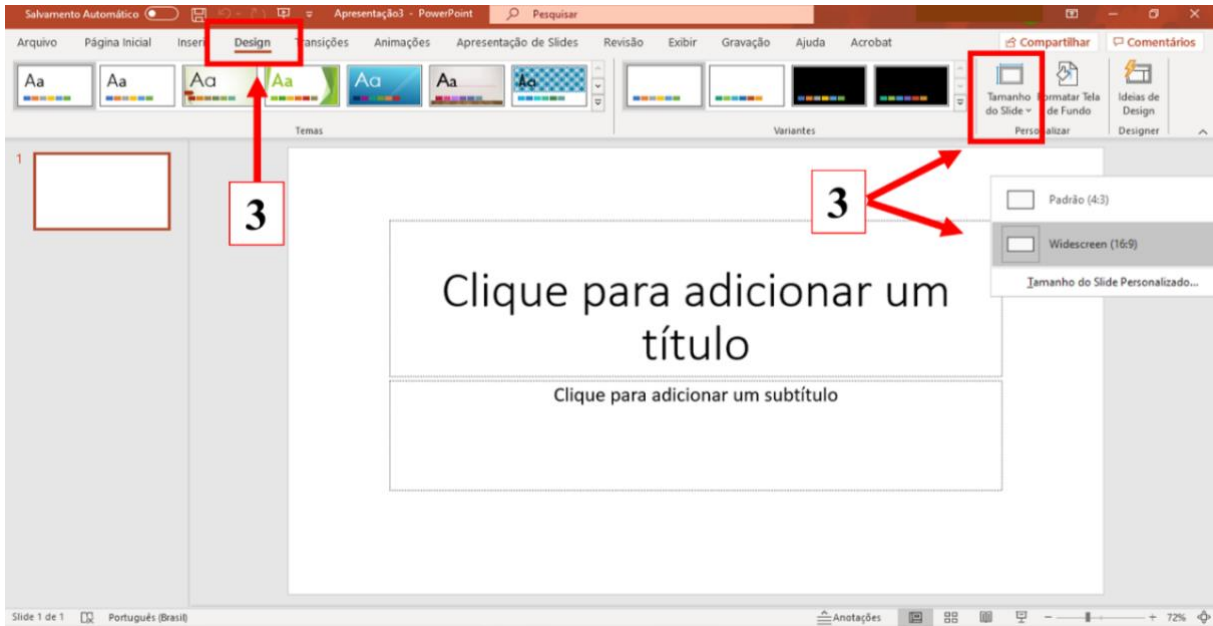 Salvamento Automático
Apresentação3 - PowerPoint
Pesquisar
Arquivo Página Inicial Inseri Design Transições Animações Apresentação de Slides Revisão Exibir Gravação Ajuda Acrobat Compartilhar Comentários
Aa Aa Aa Aa Aa Aa Aa
Tamanho do Slide
Formatar Tela de Fundo
Ideias de Design
Temas Variantes Personalizar Designer
1
3
3
Padrão (4:3)
Widescreen (16:9)
Tamanho do Slide Personalizado...
Clique para adicionar um
título
Clique para adicionar um subtítulo
Slide 1 de 1 Português (Brasil) Anotações 72%